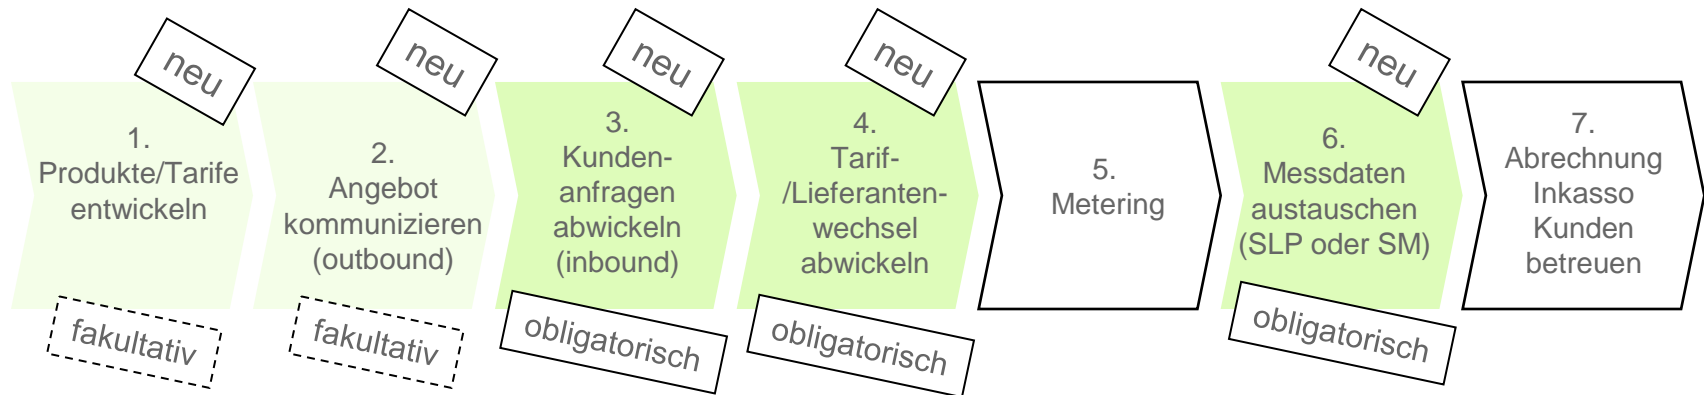 neu
1.
Produkte/Tarife
entwickeln
fakultativ
neu
2.
Angebot
kommunizieren
(outbound)
fakultativ
neu
3.
Kunden-
anfragen
abwickeln
(inbound)
obligatorisch
neu
4.
Tarif-
/Lieferanten-
wechsel
abwickeln
obligatorisch
5.
Metering
neu
6.
Messdaten
austauschen
(SLP oder SM)
obligatorisch
7.
Abrechnung
Inkasso
Kunden
betreuen